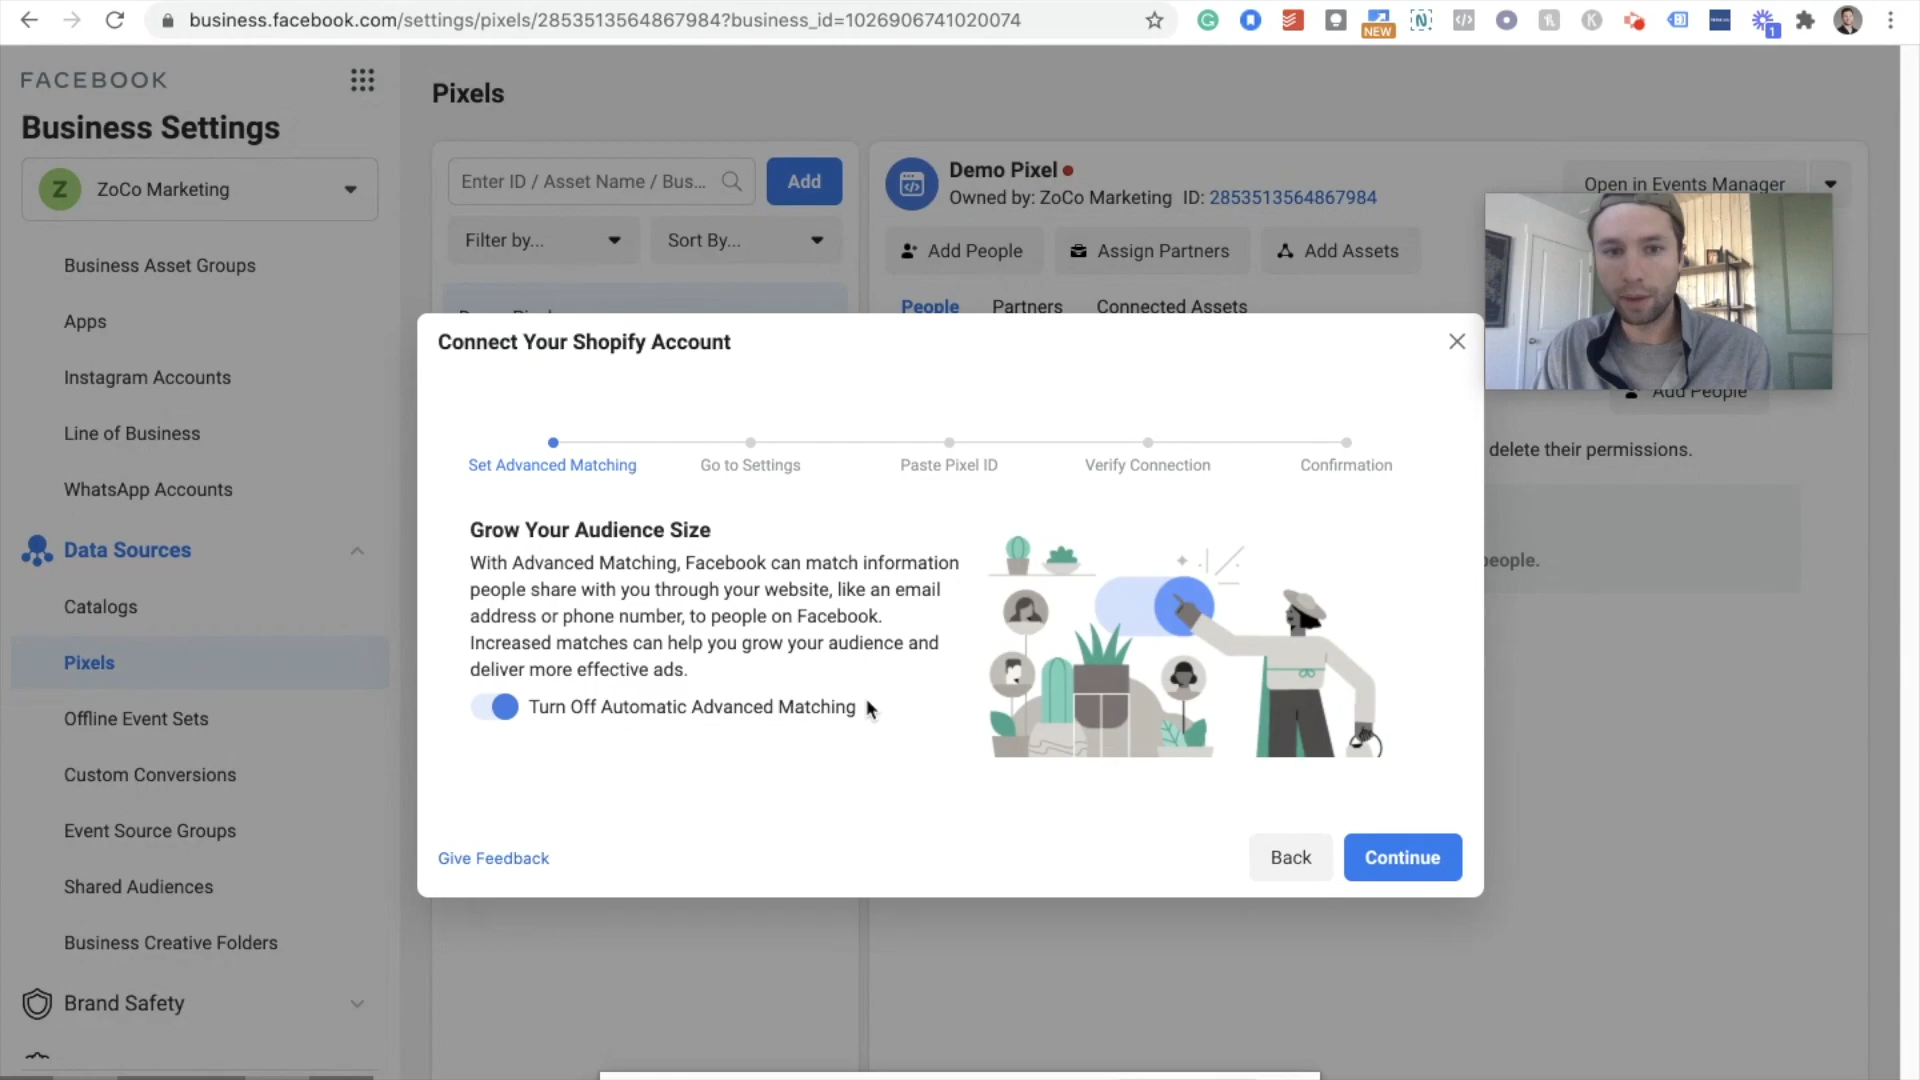 business.facebook.com/settings/pixels/2853513564867984?business_id=1026906741020074
NEW
1
FACEBOOK
Business Settings
Z
ZoCo Marketing
Business Asset Groups
Apps
Instagram Accounts
Line of Business
WhatsApp Accounts
Data Sources
Catalogs
Pixels
Offline Event Sets
Custom Conversions
Event Source Groups
Shared Audiences
Business Creative Folders
Brand Safety
Pixels
Enter ID / Asset Name / Bus...
Add
Filter by...
Sort By...
Demo Pixel
Owned by: ZoCo Marketing ID: 2853513564867984
Open in Events Manager
Add People
Assign Partners
Add Assets
People
Partners
Connected Assets
Add People
delete their permissions.
people.
Connect Your Shopify Account
Set Advanced Matching
Go to Settings
Paste Pixel ID
Verify Connection
Confirmation
Grow Your Audience Size
With Advanced Matching, Facebook can match information
people share with you through your website, like an email
address or phone number, to people on Facebook.
Increased matches can help you grow your audience and
deliver more effective ads.
Turn Off Automatic Advanced Matching
Give Feedback
Back
Continue